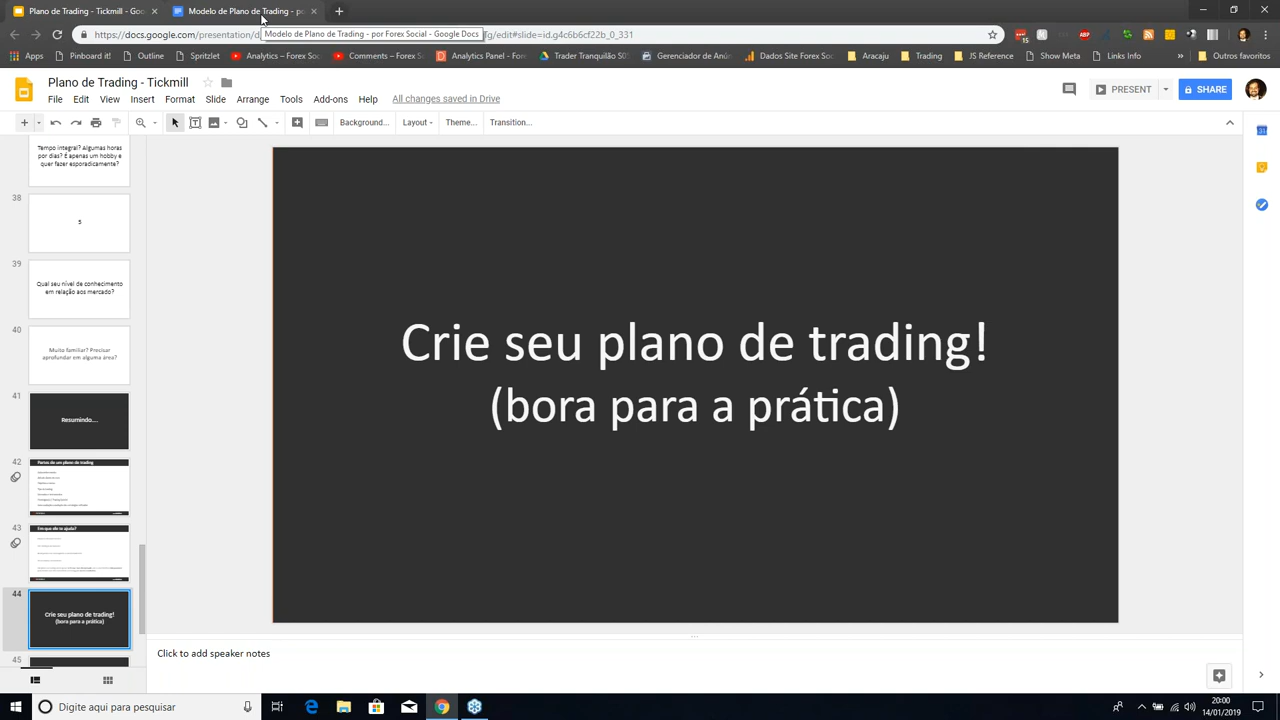 Plano de Trading - Tickmill - Goo
Modelo de Plano de Trading - po
https://docs.google.com/presentation/d
Modelo de Plano de Trading - por Forex Social - Google Docs
Tg/edit#slide=id.g4c6b6cf22b_0_331
15
ABP
Apps
Pinboard it!
Outline
Spritzlet
Analytics – Forex Soc
Comments – Forex S
Analytics Panel - For
Trader Tranquilo S0
Gerenciador de Anún
Dados Site Forex Soc
Aracaju
Trading
JS Reference
Show Meta
Links Info
Outros favoritos
Plano de Trading - Tickmill
File Edit View Insert Format Slide Arrange Tools Add-ons Help All changes saved in Drive
PRESENT
SHARE
Background... Layout Theme... Transition...
31
Tempo integral? Algumas horas
por dias? É apenas um hobby e
quer fazer esporadicamente?
38
5
39
Qual seu nível de conhecimento
em relação aos mercado?
40
Muito familiar? Precisar
aprofundar em alguma área?
41
Resumindo....
42
Partes de um plano de trading
43
Em que ele te ajuda?
44
Crie seu plano de trading!
(bora para a prática)
45
Crie seu plano de trading!
(bora para a prática)
Click to add speaker notes
Digite aqui para pesquisar
20:00
14/01/2019